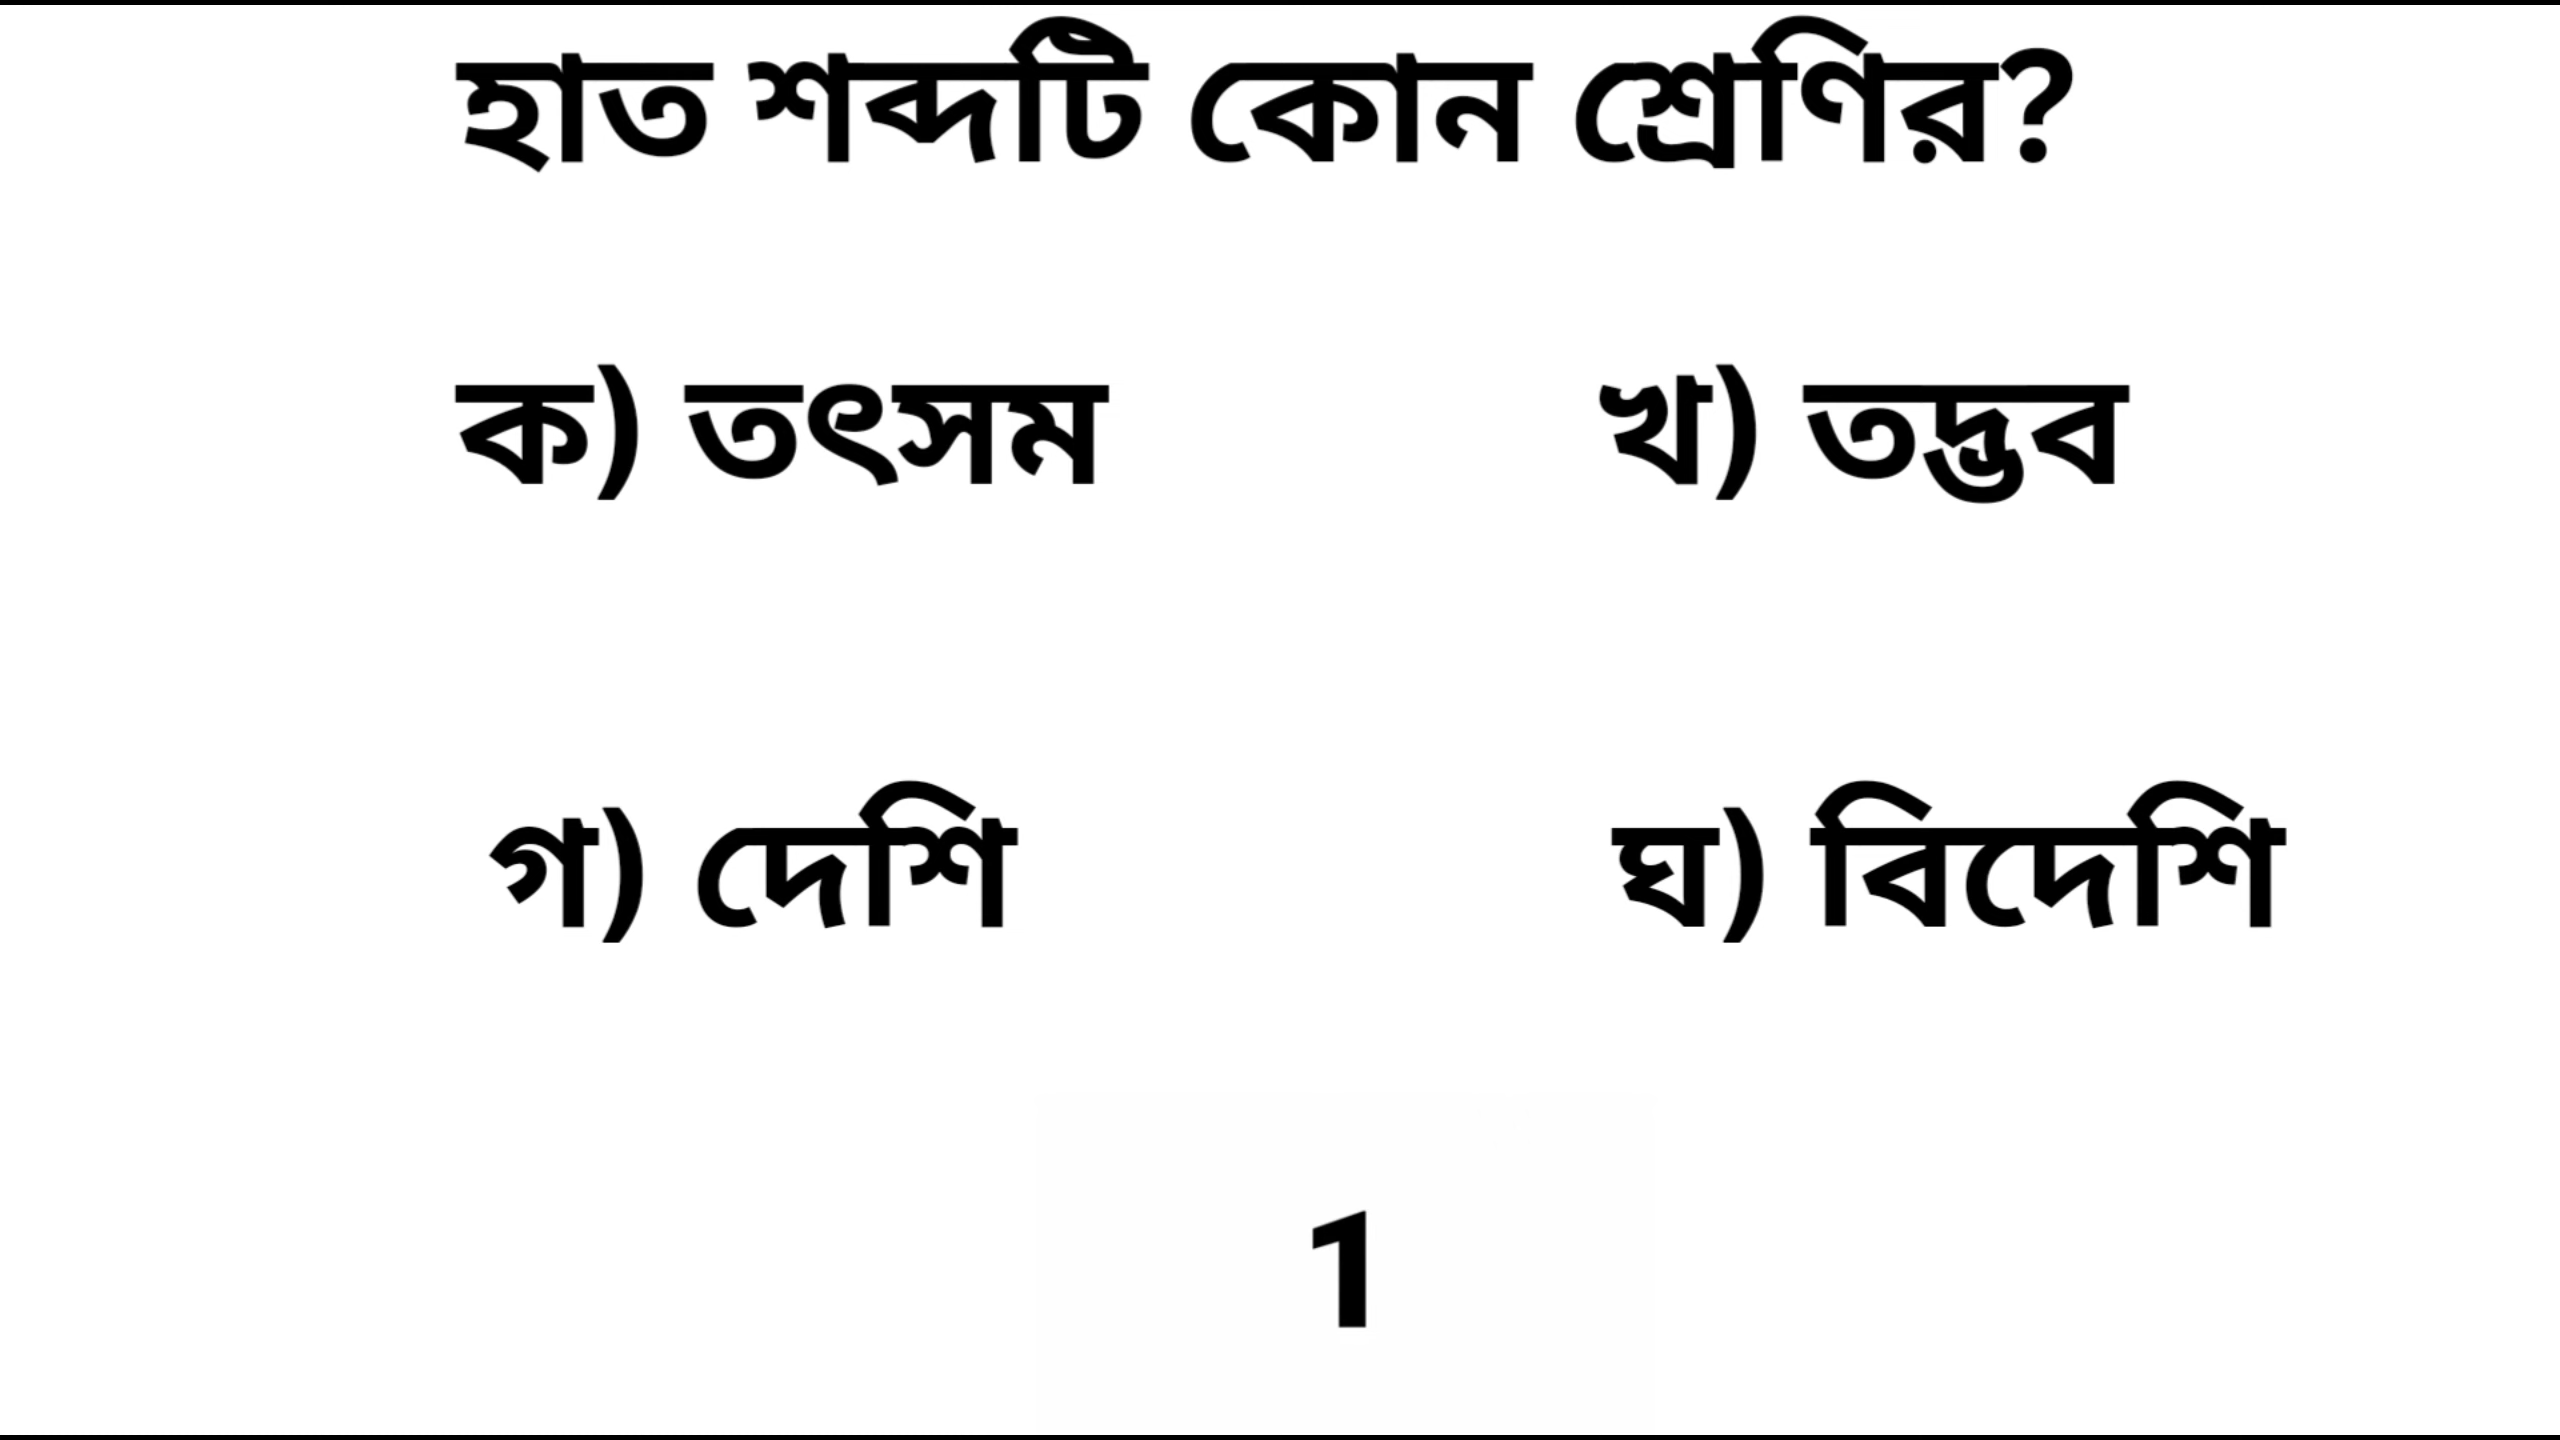 হাত শব্দটি কোন শ্রেণির?
ক) তৎসম খ) তদ্ভব
গ) দেশি ঘ) বিদেশি
1